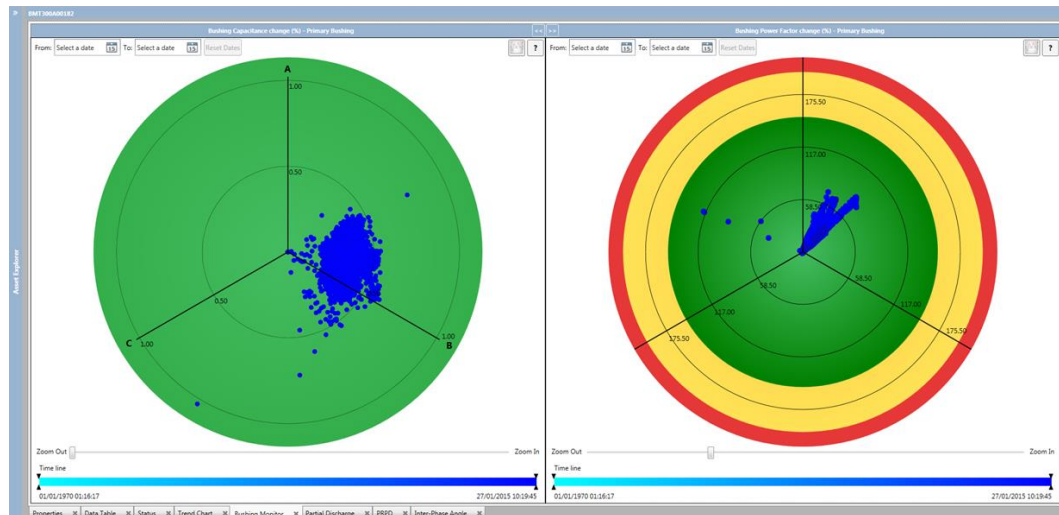 BMT300A00182
Bushing Capacitance change (%) - Primary Bushing
<< >>
Bushing Power Factor change (%) - Primary Bushing
From: Select a date 15 To: Select a date 15 Reset Dates ?
From: Select a date 15 To: Select a date 15 Reset Dates ?
A
1.00
0.50
0.50
C 1.00
1.00
B
175.50
117.00
58.50
58.50
58.50
117.00
117.00
175.50
175.50
Asset Explorer
Zoom Out Zoom In
Zoom Out Zoom In
Time line
Time line
01/01/1970 01:16:17 27/01/2015 10:19:45
01/01/1970 01:16:17 27/01/2015 10:19:45
Properties Data Table Status Trend Chart Bushing Monitor Partial Discharge PRPD Inter-Phase Angle